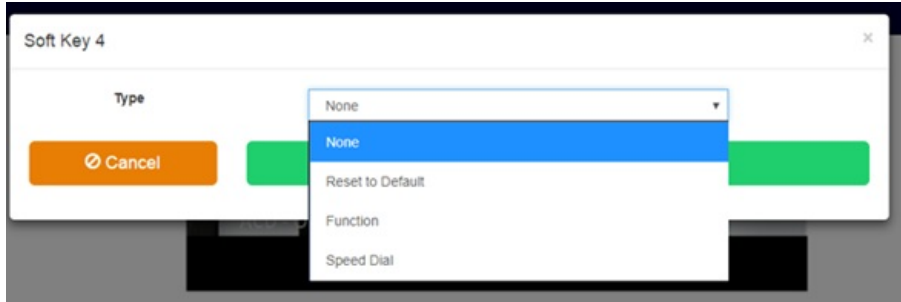 Soft Key 4 ×
Type None
None
Cancel
Reset to Default
Function
Speed Dial